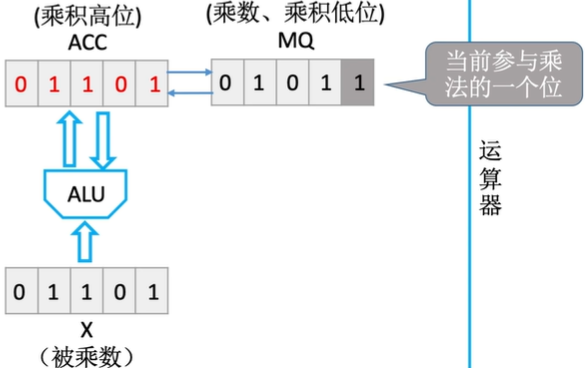 (乘积高位)
ACC
(乘数、乘积低位)
MQ
0 1 1 0 1
0 1 0 1 1
当前参与乘
法的一个位
ALU
运
算
器
0 1 1 0 1
X
（被乘数）